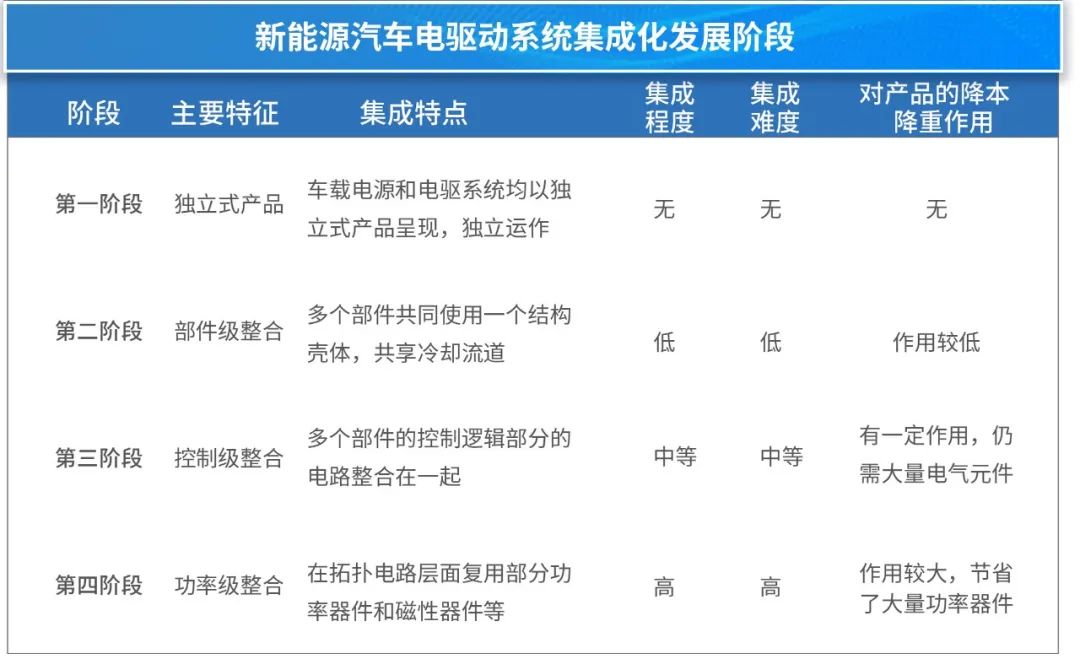 新能源汽车电驱动系统集成化发展阶段
阶段
主要特征
集成特点
集成
程度
集成
难度
对产品的降本
降重作用
第一阶段
独立式产品
车载电源和电驱系统均以独
立式产品呈现，独立运作
无
无
无
第二阶段
部件级整合
多个部件共同使用一个结构
壳体，共享冷却流道
低
低
作用较低
第三阶段
控制级整合
多个部件的控制逻辑部分的
电路整合在一起
中等
中等
有一定作用，仍
需大量电气元件
第四阶段
功率级整合
在拓扑电路层面复用部分功
率器件和磁性器件等
高
高
作用较大，节省
了大量功率器件